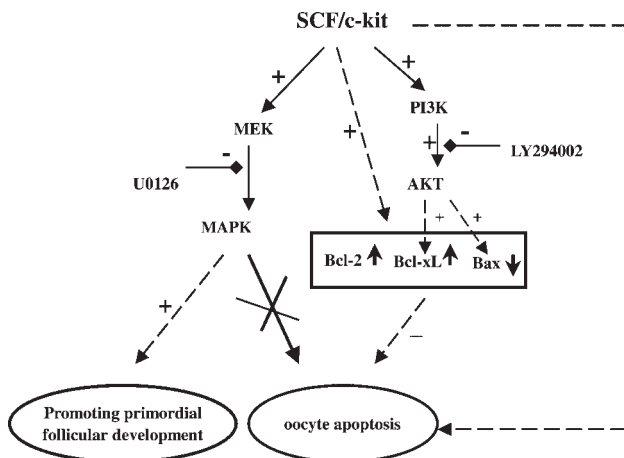 SCF/c-kit
+
+
PI3K
MEK
+
+
-
LY294002
-
U0126
AKT
+
+
MAPK
Bcl-2 Bcl-xL Bax
+
–
Promoting primordial
follicular development
oocyte apoptosis